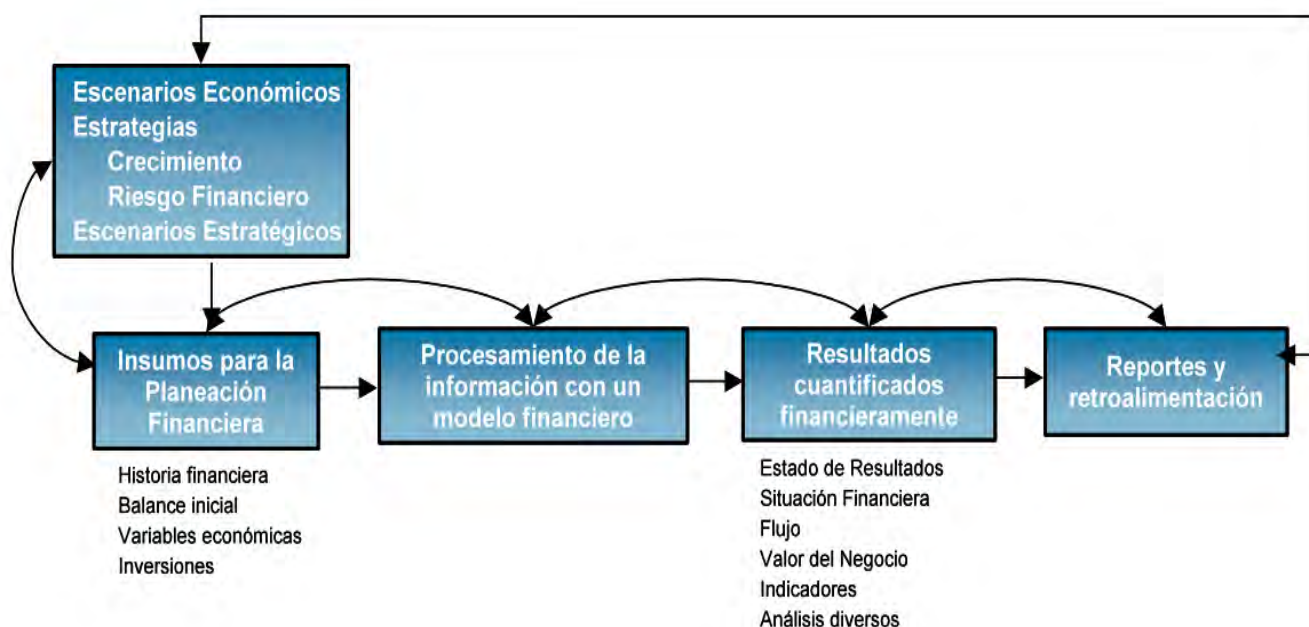 Escenarios Económicos
Estrategias
Crecimiento
Riesgo Financiero
Escenarios Estratégicos
Insumos para la
Planeación
Financiera
Procesamiento de la
información con un
modelo financiero
Resultados
cuantificados
financieramente
Reportes y
retroalimentación
Historia financiera
Balance inicial
Variables económicas
Inversiones
Estado de Resultados
Situación Financiera
Flujo
Valor del Negocio
Indicadores
Análisis diversos